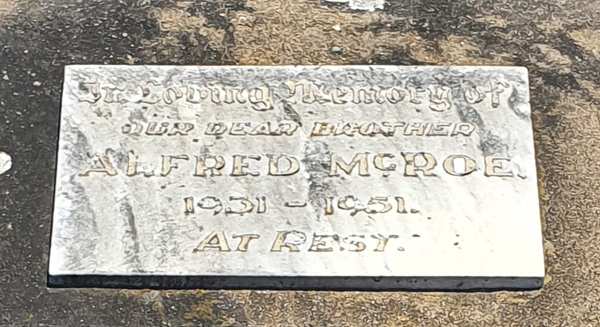 In Loving Memory of
OUR DEAR BROTHER
ALFRED McROE.
1931 - 1951.
AT REST.